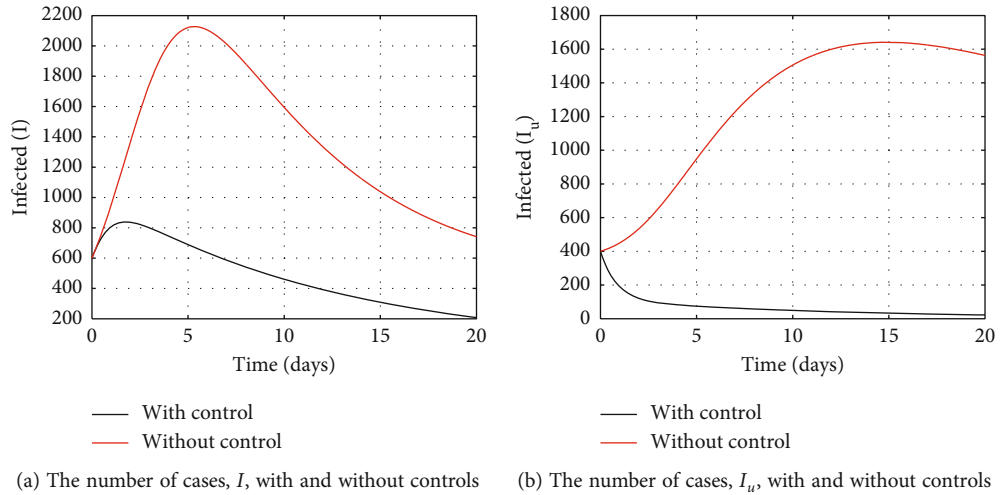 2200
2000
1800
1600
1400
1200
1000
800
600
400
200
Infected (I)
0 5 10 15 20
Time (days)
With control
Without control
(a) The number of cases, I, with and without controls
1800
1600
1400
1200
1000
800
600
400
200
0
Infected (I_u)
0 5 10 15 20
Time (days)
With control
Without control
(b) The number of cases, I_u, with and without controls